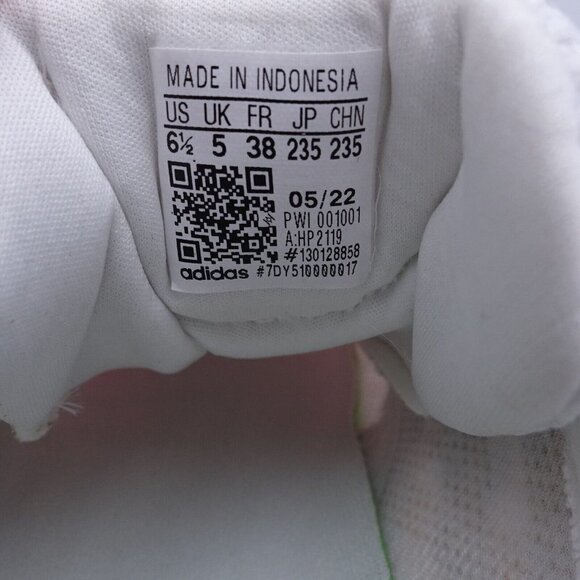 MADE IN INDONESIA
US UK FR JP CHN
6½ 5 38 235 235
05/22
PWI 001001
A:HP2119
#130128858
adidas #7DY510000017